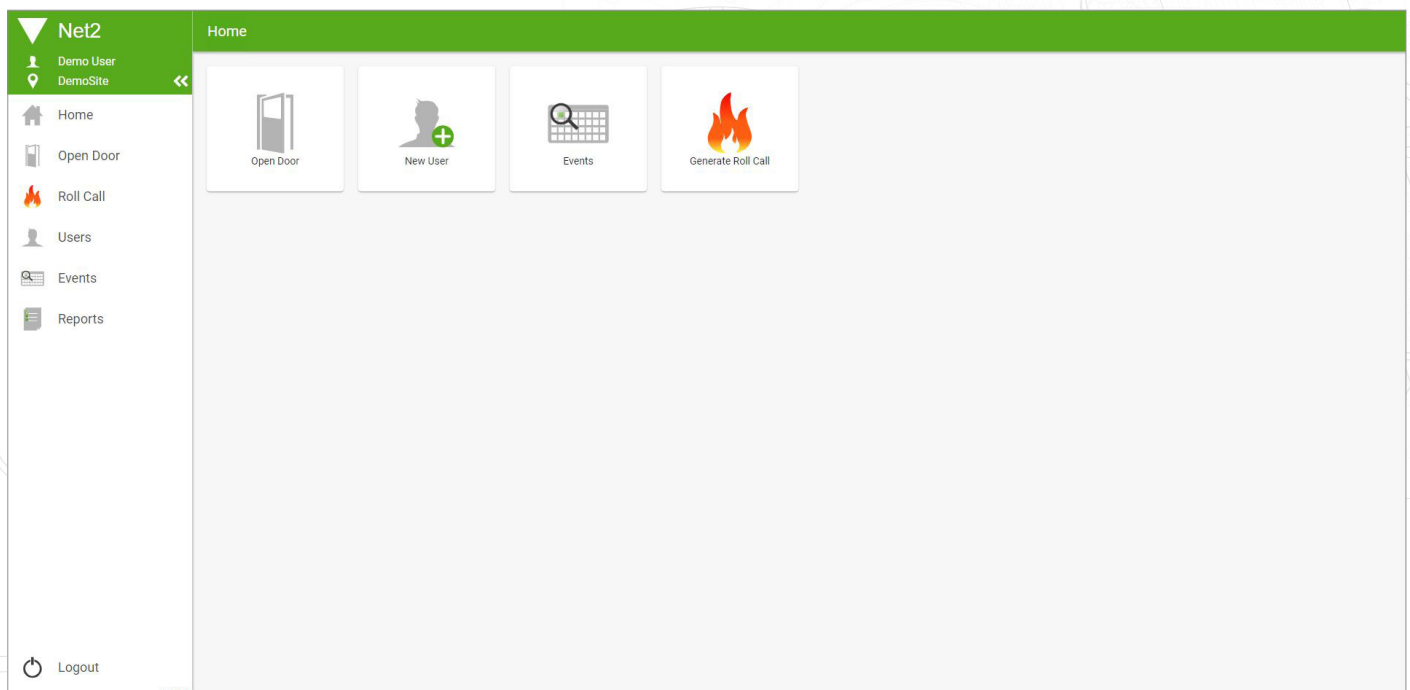 Net2
Demo User
DemoSite
Home
Open Door
Roll Call
Users
Events
Reports
Logout
Home
Open Door
New User
Events
Generate Roll Call